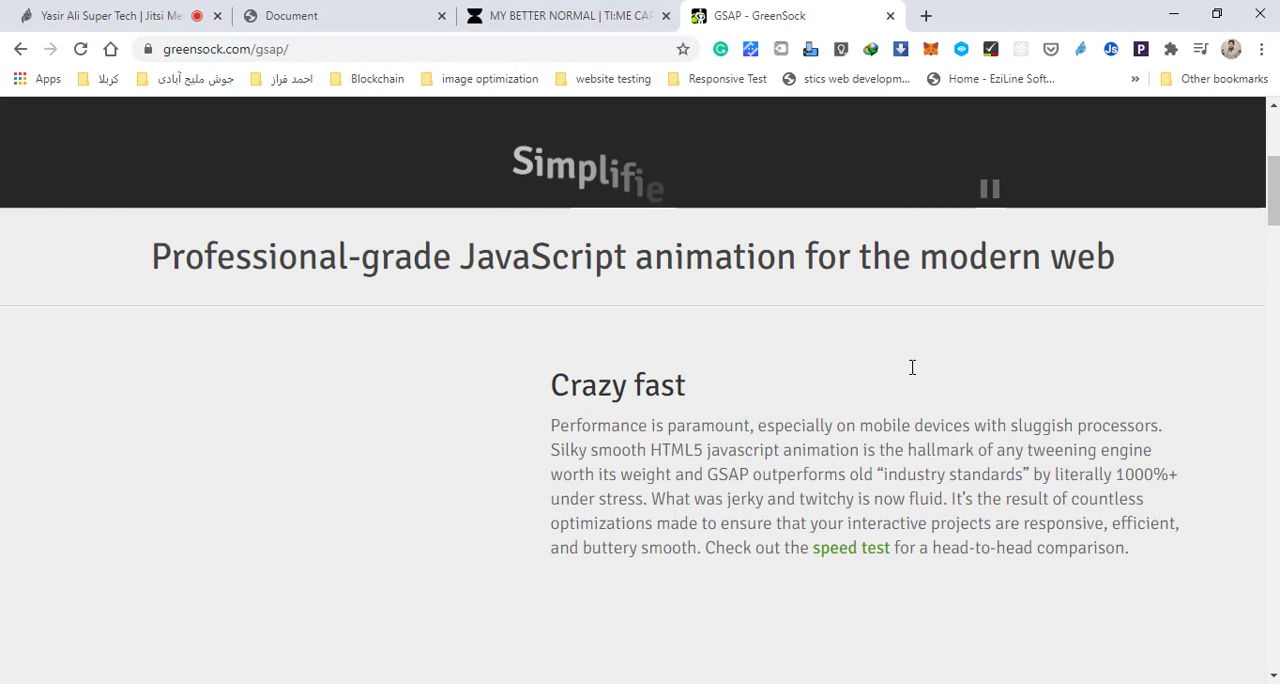 Yasir Ali Super Tech | Jitsi Me
Document
MY BETTER NORMAL | TI:ME CAP
GSAP - GreenSock
greensock.com/gsap/
Apps
کربلا
جوش ملیح آبادی
احمد فراز
Blockchain
image optimization
website testing
Responsive Test
stics web developm...
Home - EziLine Soft...
»
Other bookmarks
Simplifie
Professional-grade JavaScript animation for the modern web
Crazy fast
Performance is paramount, especially on mobile devices with sluggish processors.
Silky smooth HTML5 javascript animation is the hallmark of any tweening engine
worth its weight and GSAP outperforms old “industry standards” by literally 1000%+
under stress. What was jerky and twitchy is now fluid. It’s the result of countless
optimizations made to ensure that your interactive projects are responsive, efficient,
and buttery smooth. Check out the speed test for a head-to-head comparison.